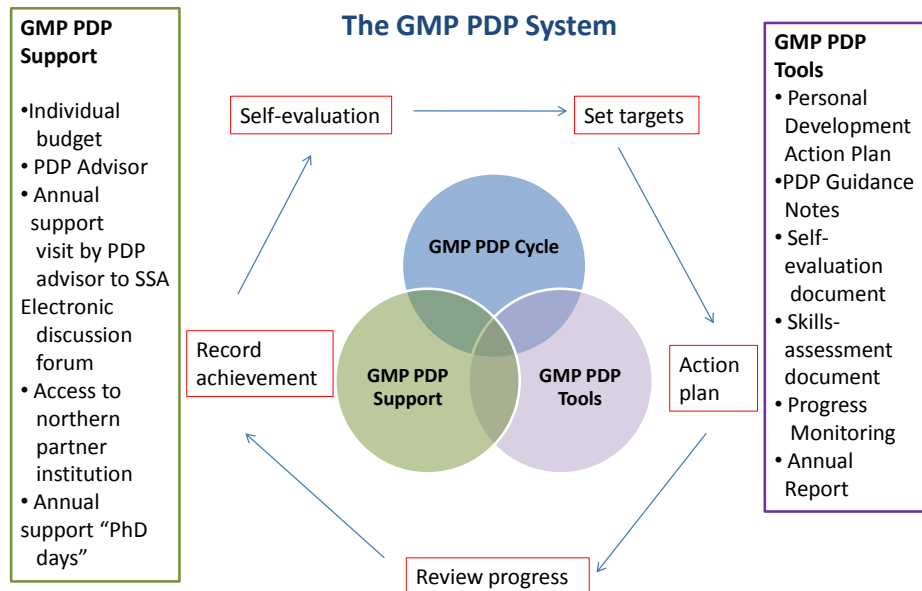 The GMP PDP System
GMP PDP
Support
•Individual
budget
• PDP Advisor
• Annual
support
visit by PDP
advisor to SSA
Electronic
discussion
forum
• Access to
northern
partner
institution
• Annual
support “PhD
days”
Self-evaluation
Set targets
Action
plan
Review progress
Record
achievement
GMP PDP Cycle
GMP PDP
Support
GMP PDP
Tools
GMP PDP
Tools
• Personal
Development
Action Plan
•PDP Guidance
Notes
• Self-
evaluation
document
• Skills-
assessment
document
• Progress
Monitoring
• Annual
Report